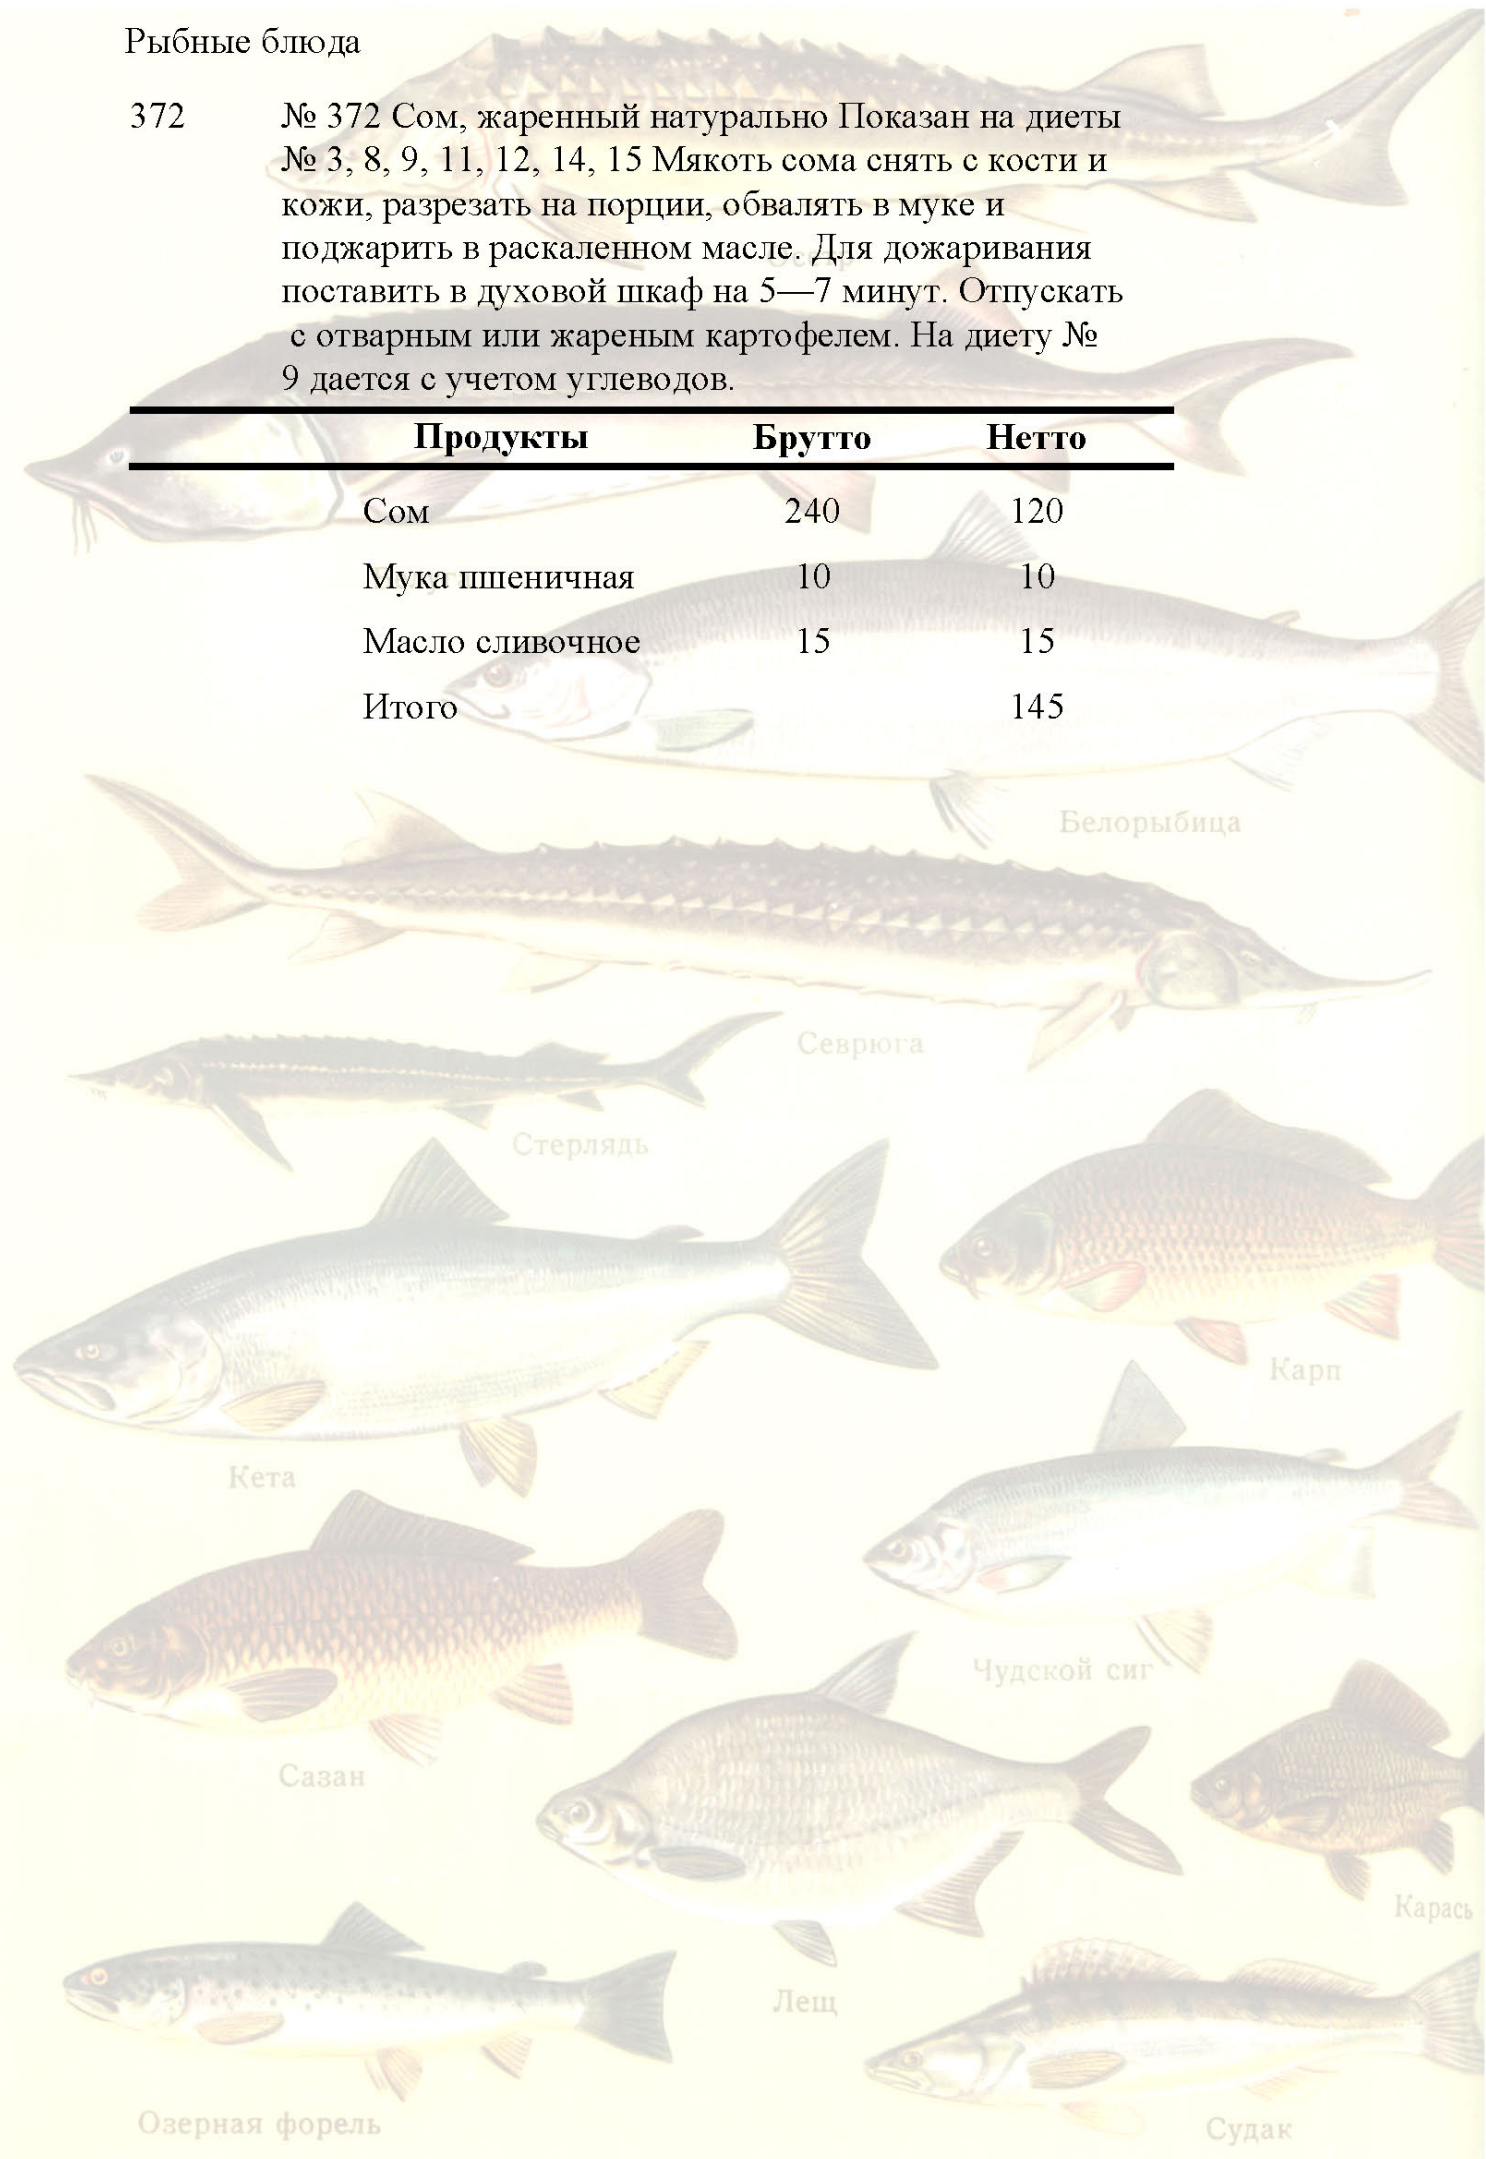 Рыбные блюда
372 № 372 Сом, жаренный натурально Показан на диеты
№ 3, 8, 9, 11, 12, 14, 15 Мякоть сома снять с кости и
кожи, разрезать на порции, обвалять в муке и
поджарить в раскаленном масле. Для дожаривания
поставить в духовой шкаф на 5—7 минут. Отпускать
с отварным или жареным картофелем. На диету №
9 дается с учетом углеводов.
Продукты Брутто Нетто
Сом 240 120
Мука пшеничная 10 10
Масло сливочное 15 15
Итого 145
Белорыбица
Севрюга
Стерлядь
Карп
Кета
Чудской сиг
Сазан
Карась
Лещ
Озерная форель
Судак